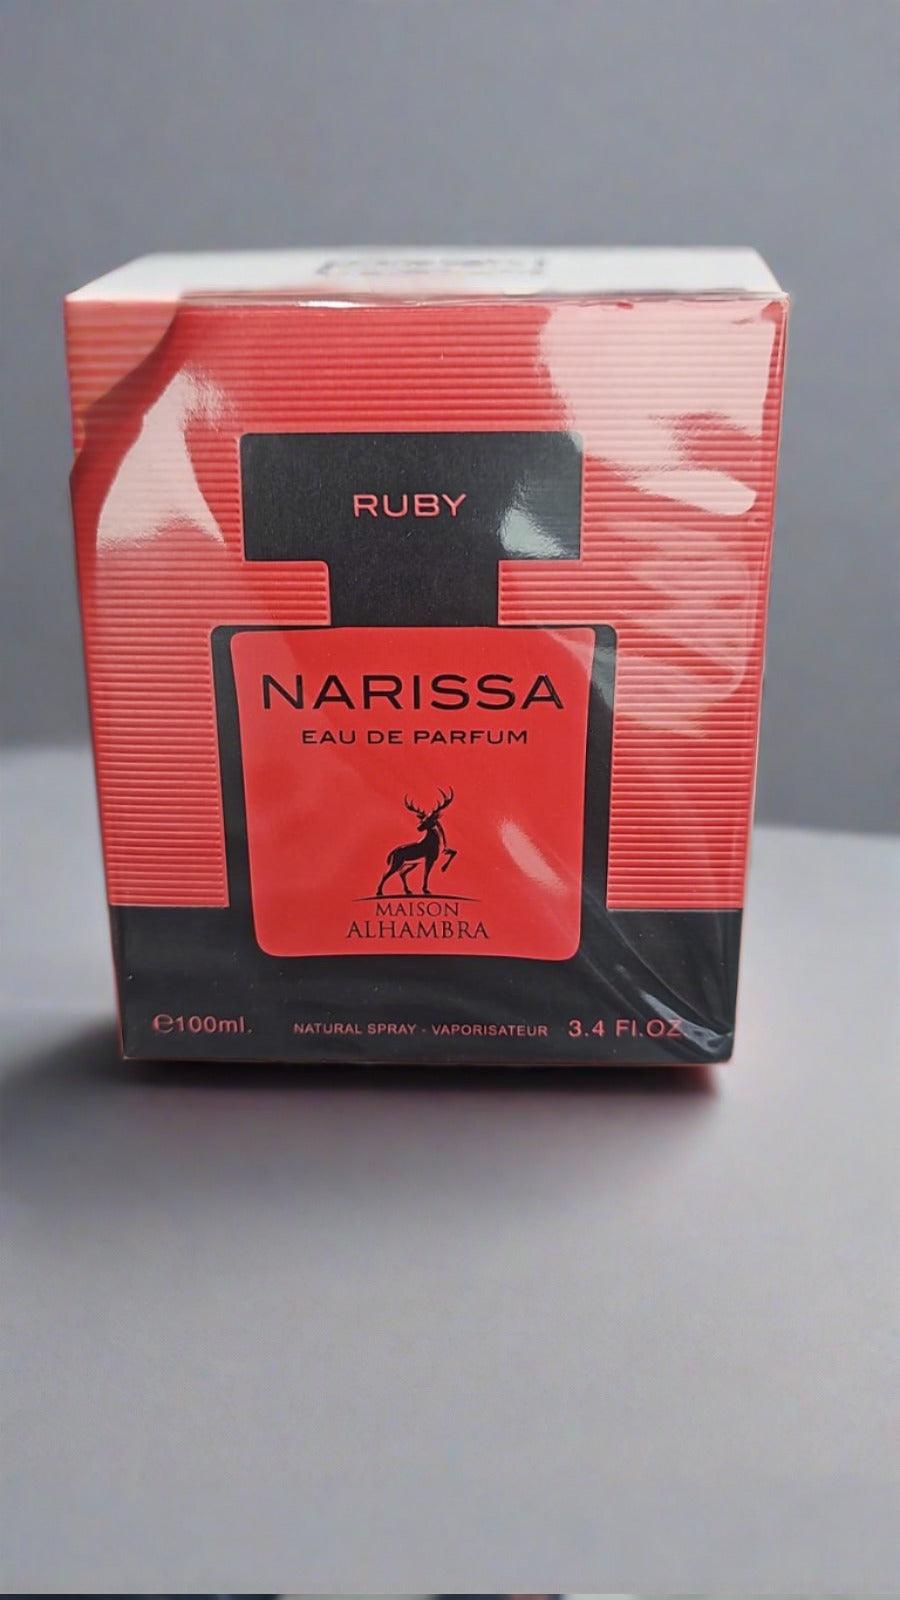 RUBY
NARISSA
EAU DE PARFUM
MAISON
ALHAMBRA
℮100ml.
NATURAL SPRAY - VAPORISATEUR
3.4 Fl.OZ